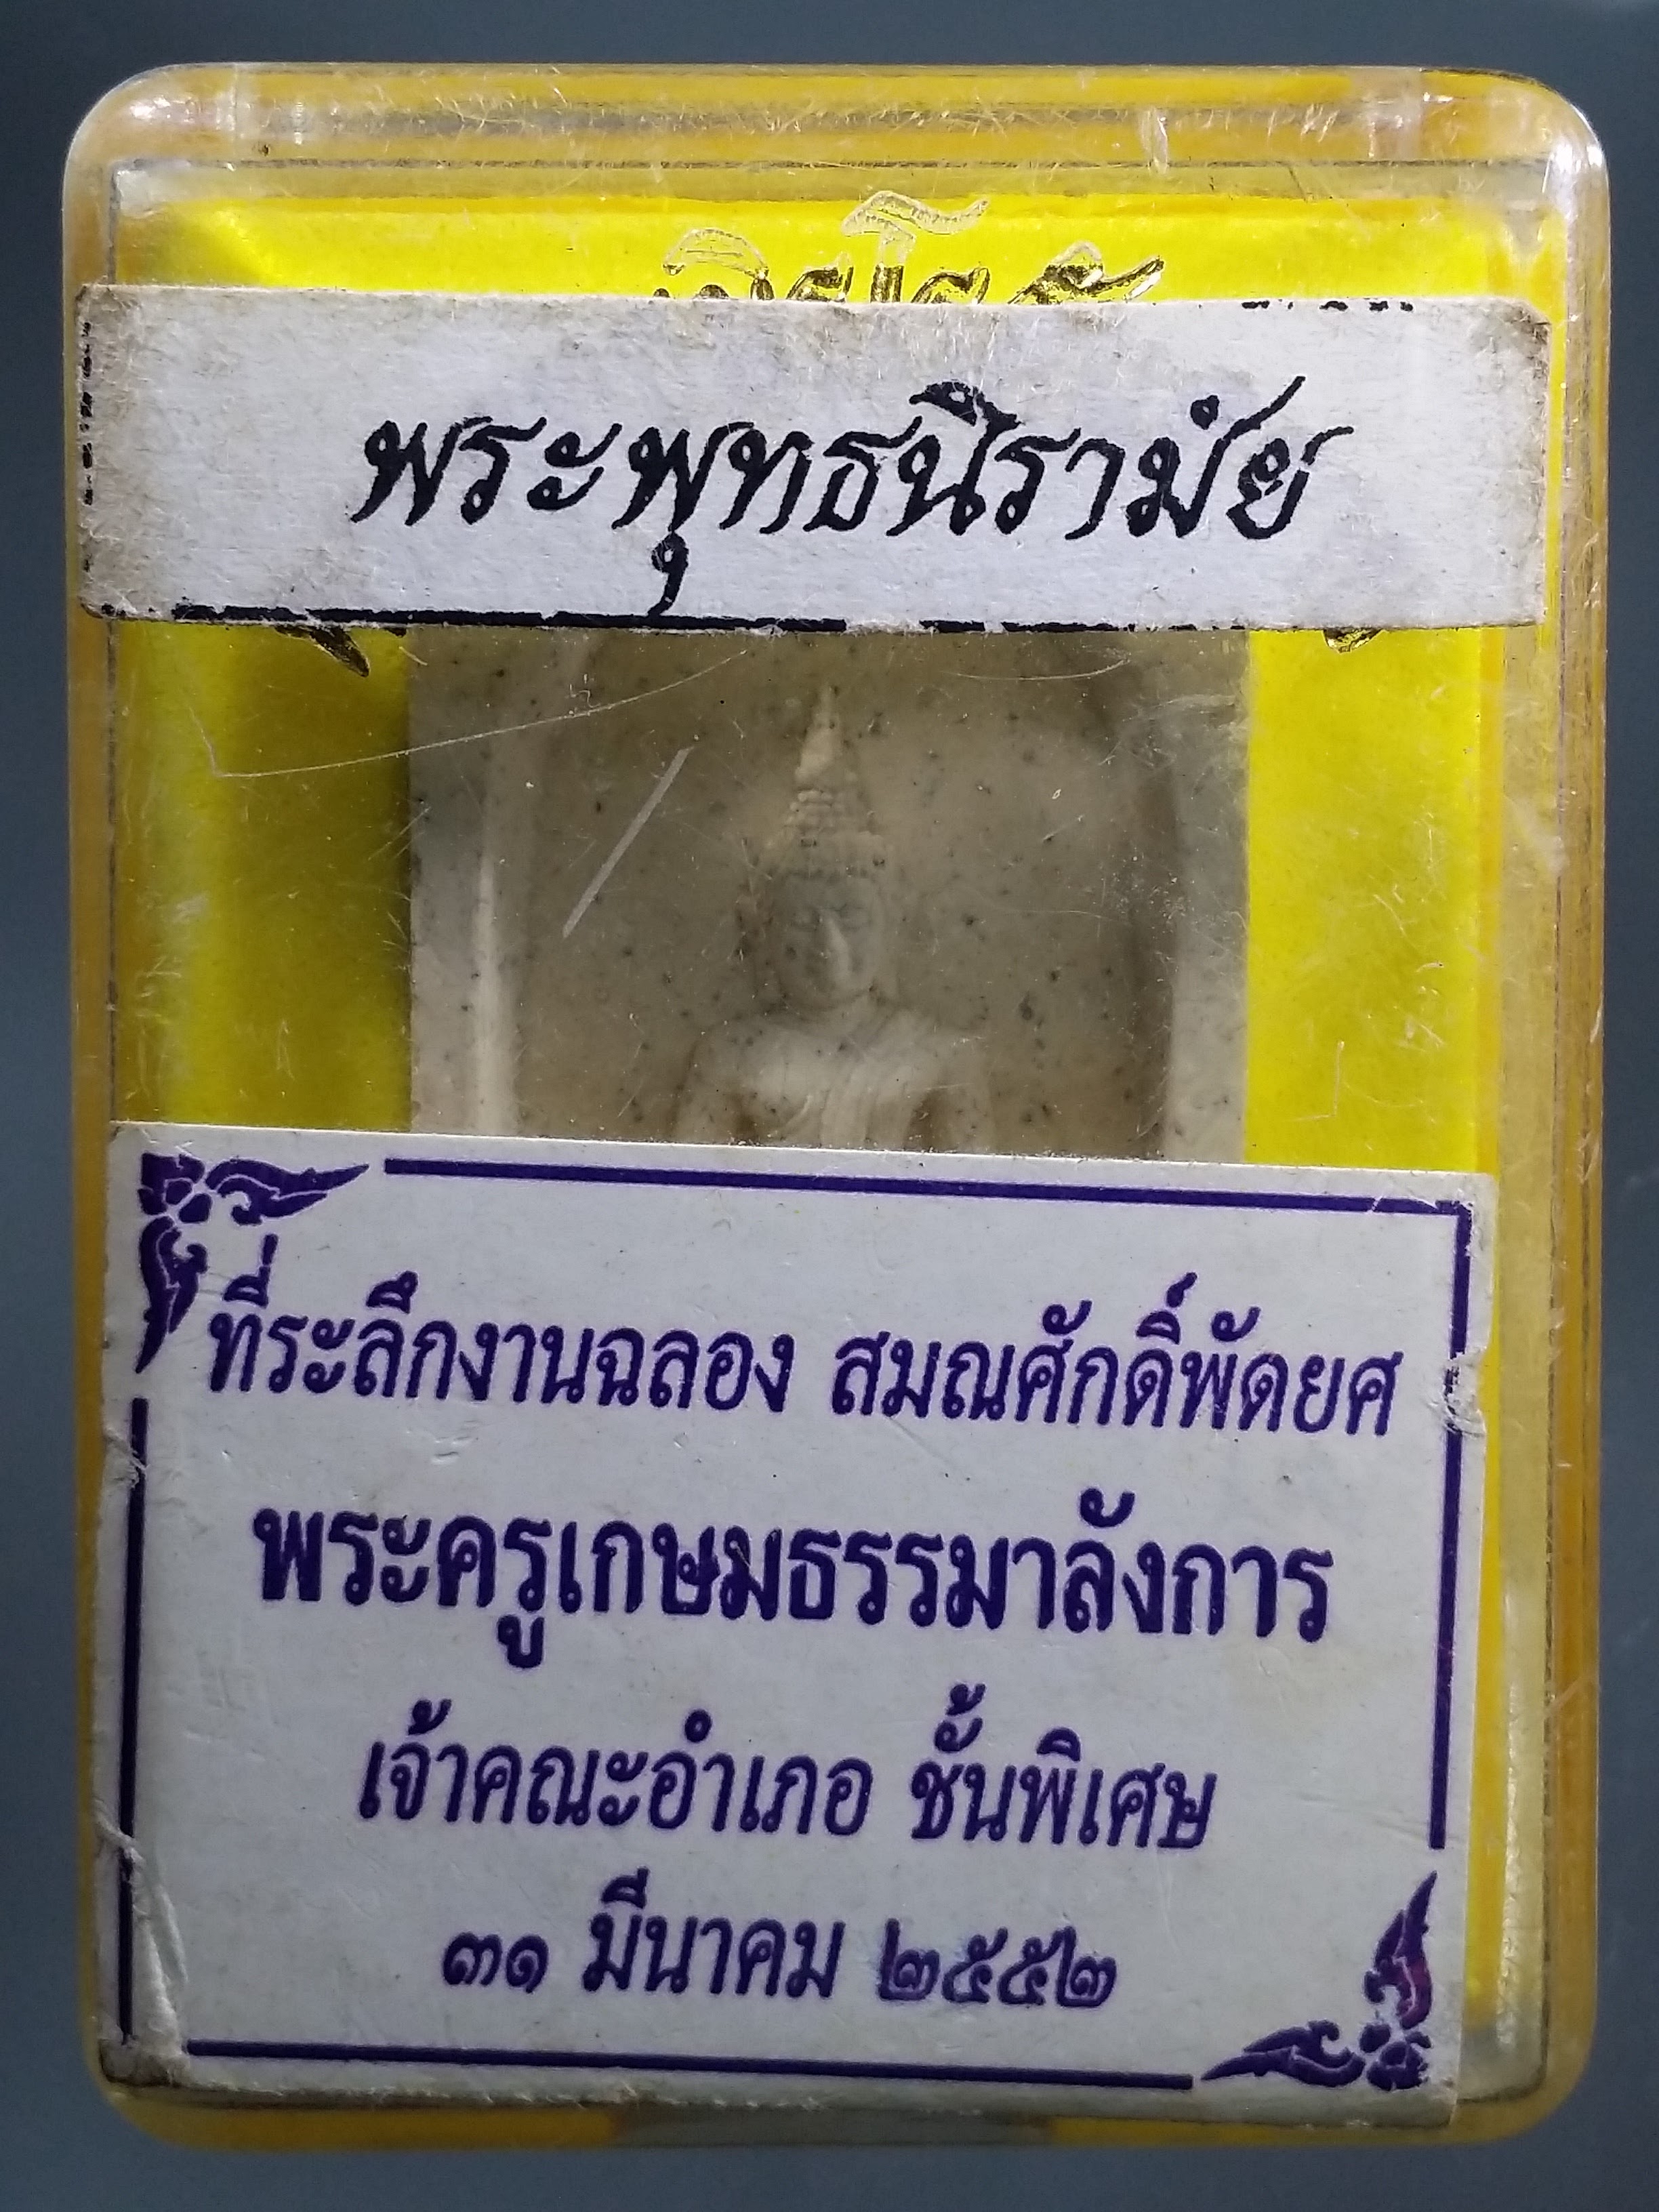 พระพุทธนิรามัย
ที่ระลึกงานฉลอง สมณศักดิ์พัดยศ
พระครูเกษมธรรมาลังการ
เจ้าคณะอำเภอ ชั้นพิเศษ
๓๑ มีนาคม ๒๕๕๒